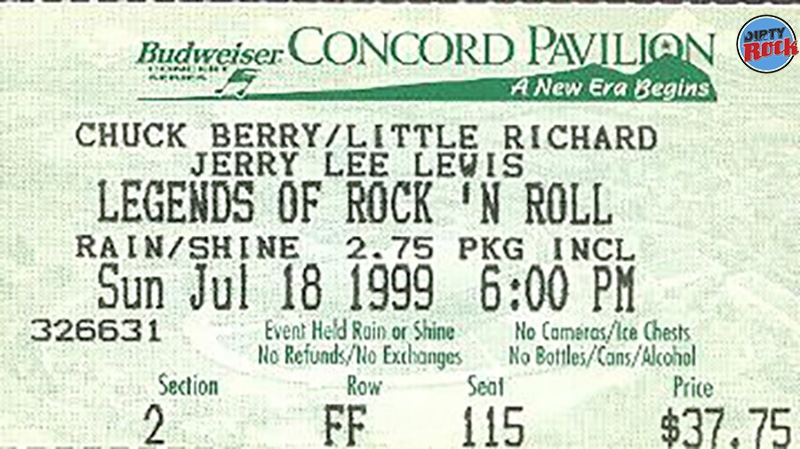 Budweiser CONCORD PAVILION
CONCERT
SERIES
A New Era Begins
DIRTY
Rock
CHUCK BERRY/LITTLE RICHARD
JERRY LEE LEWIS
LEGENDS OF ROCK 'N ROLL
RAIN/SHINE 2.75 PKG INCL
Sun Jul 18 1999 6:00 PM
326631
Event Held Rain or Shine No Cameras/Ice Chests
No Refunds/No Exchanges No Bottles/Cans/Alcohol
Section Row Seat Price
2 FF 115 $37.75